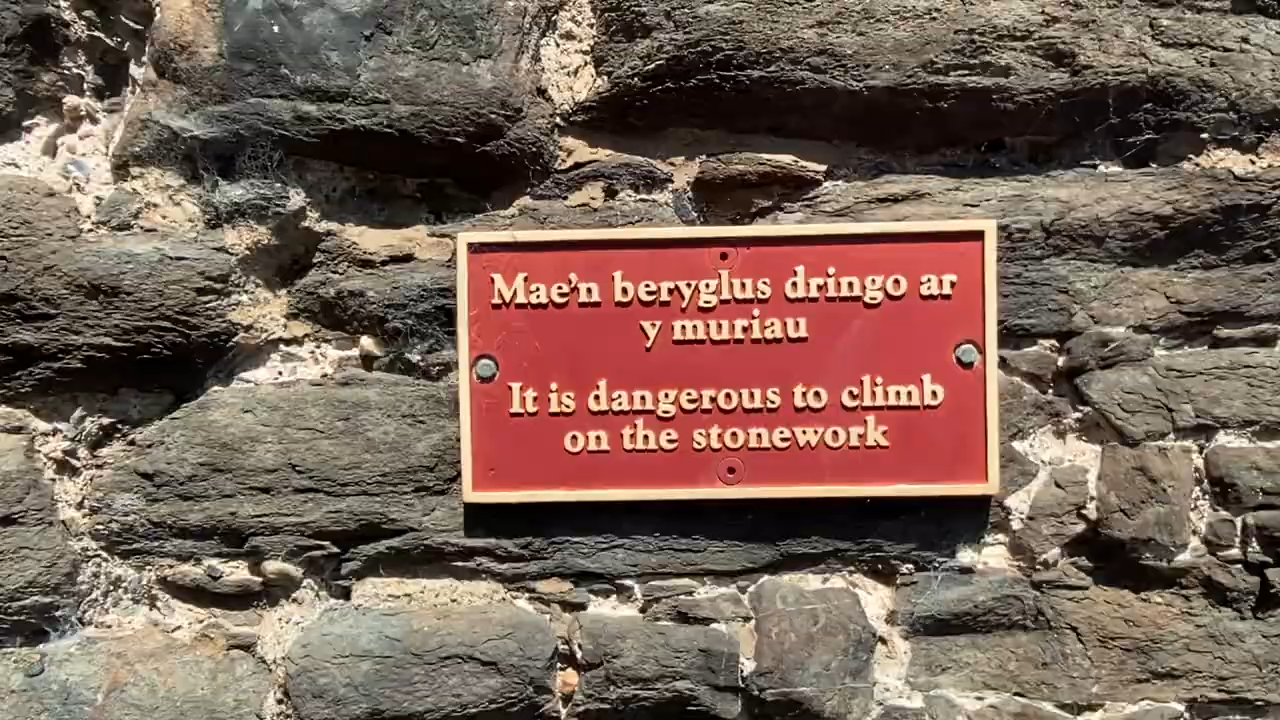 Mae'n beryglus dringo ar
y muriau
It is dangerous to climb
on the stonework